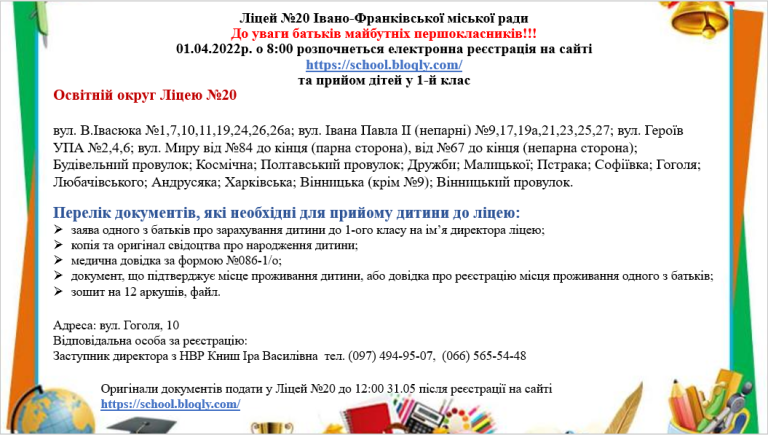 Ліцей №20 Івано-Франківської міської ради
До уваги батьків майбутніх першокласників!!!
01.04.2022р. о 8:00 розпочнеться електронна реєстрація на сайті
https://school.bloqly.com/
та прийом дітей у 1-й клас
Освітній округ Ліцею №20
вул. В.Івасюка №1,7,10,11,19,24,26,26а; вул. Івана Павла ІІ (непарні) №9,17,19а,21,23,25,27; вул. Героїв
УПА №2,4,6; вул. Миру від №84 до кінця (парна сторона), від №67 до кінця (непарна сторона);
Будівельний провулок; Космічна; Полтавський провулок; Дружби; Малицької; Пстрака; Софіївка; Гоголя;
Любачівського; Андрусяка; Харківська; Вінницька (крім №9); Вінницький провулок.
Перелік документів, які необхідні для прийому дитини до ліцею:
➢ заява одного з батьків про зарахування дитини до 1-ого класу на ім’я директора ліцею;
➢ копія та оригінал свідоцтва про народження дитини;
➢ медична довідка за формою №086-1/о;
➢ документ, що підтверджує місце проживання дитини, або довідка про реєстрацію місця проживання одного з батьків;
➢ зошит на 12 аркушів, файл.
Адреса: вул. Гоголя, 10
Відповідальна особа за реєстрацію:
Заступник директора з НВР Книш Іра Василівна тел. (097) 494-95-07, (066) 565-54-48
Оригінали документів подати у Ліцей №20 до 12:00 31.05 після реєстрації на сайті
https://school.bloqly.com/